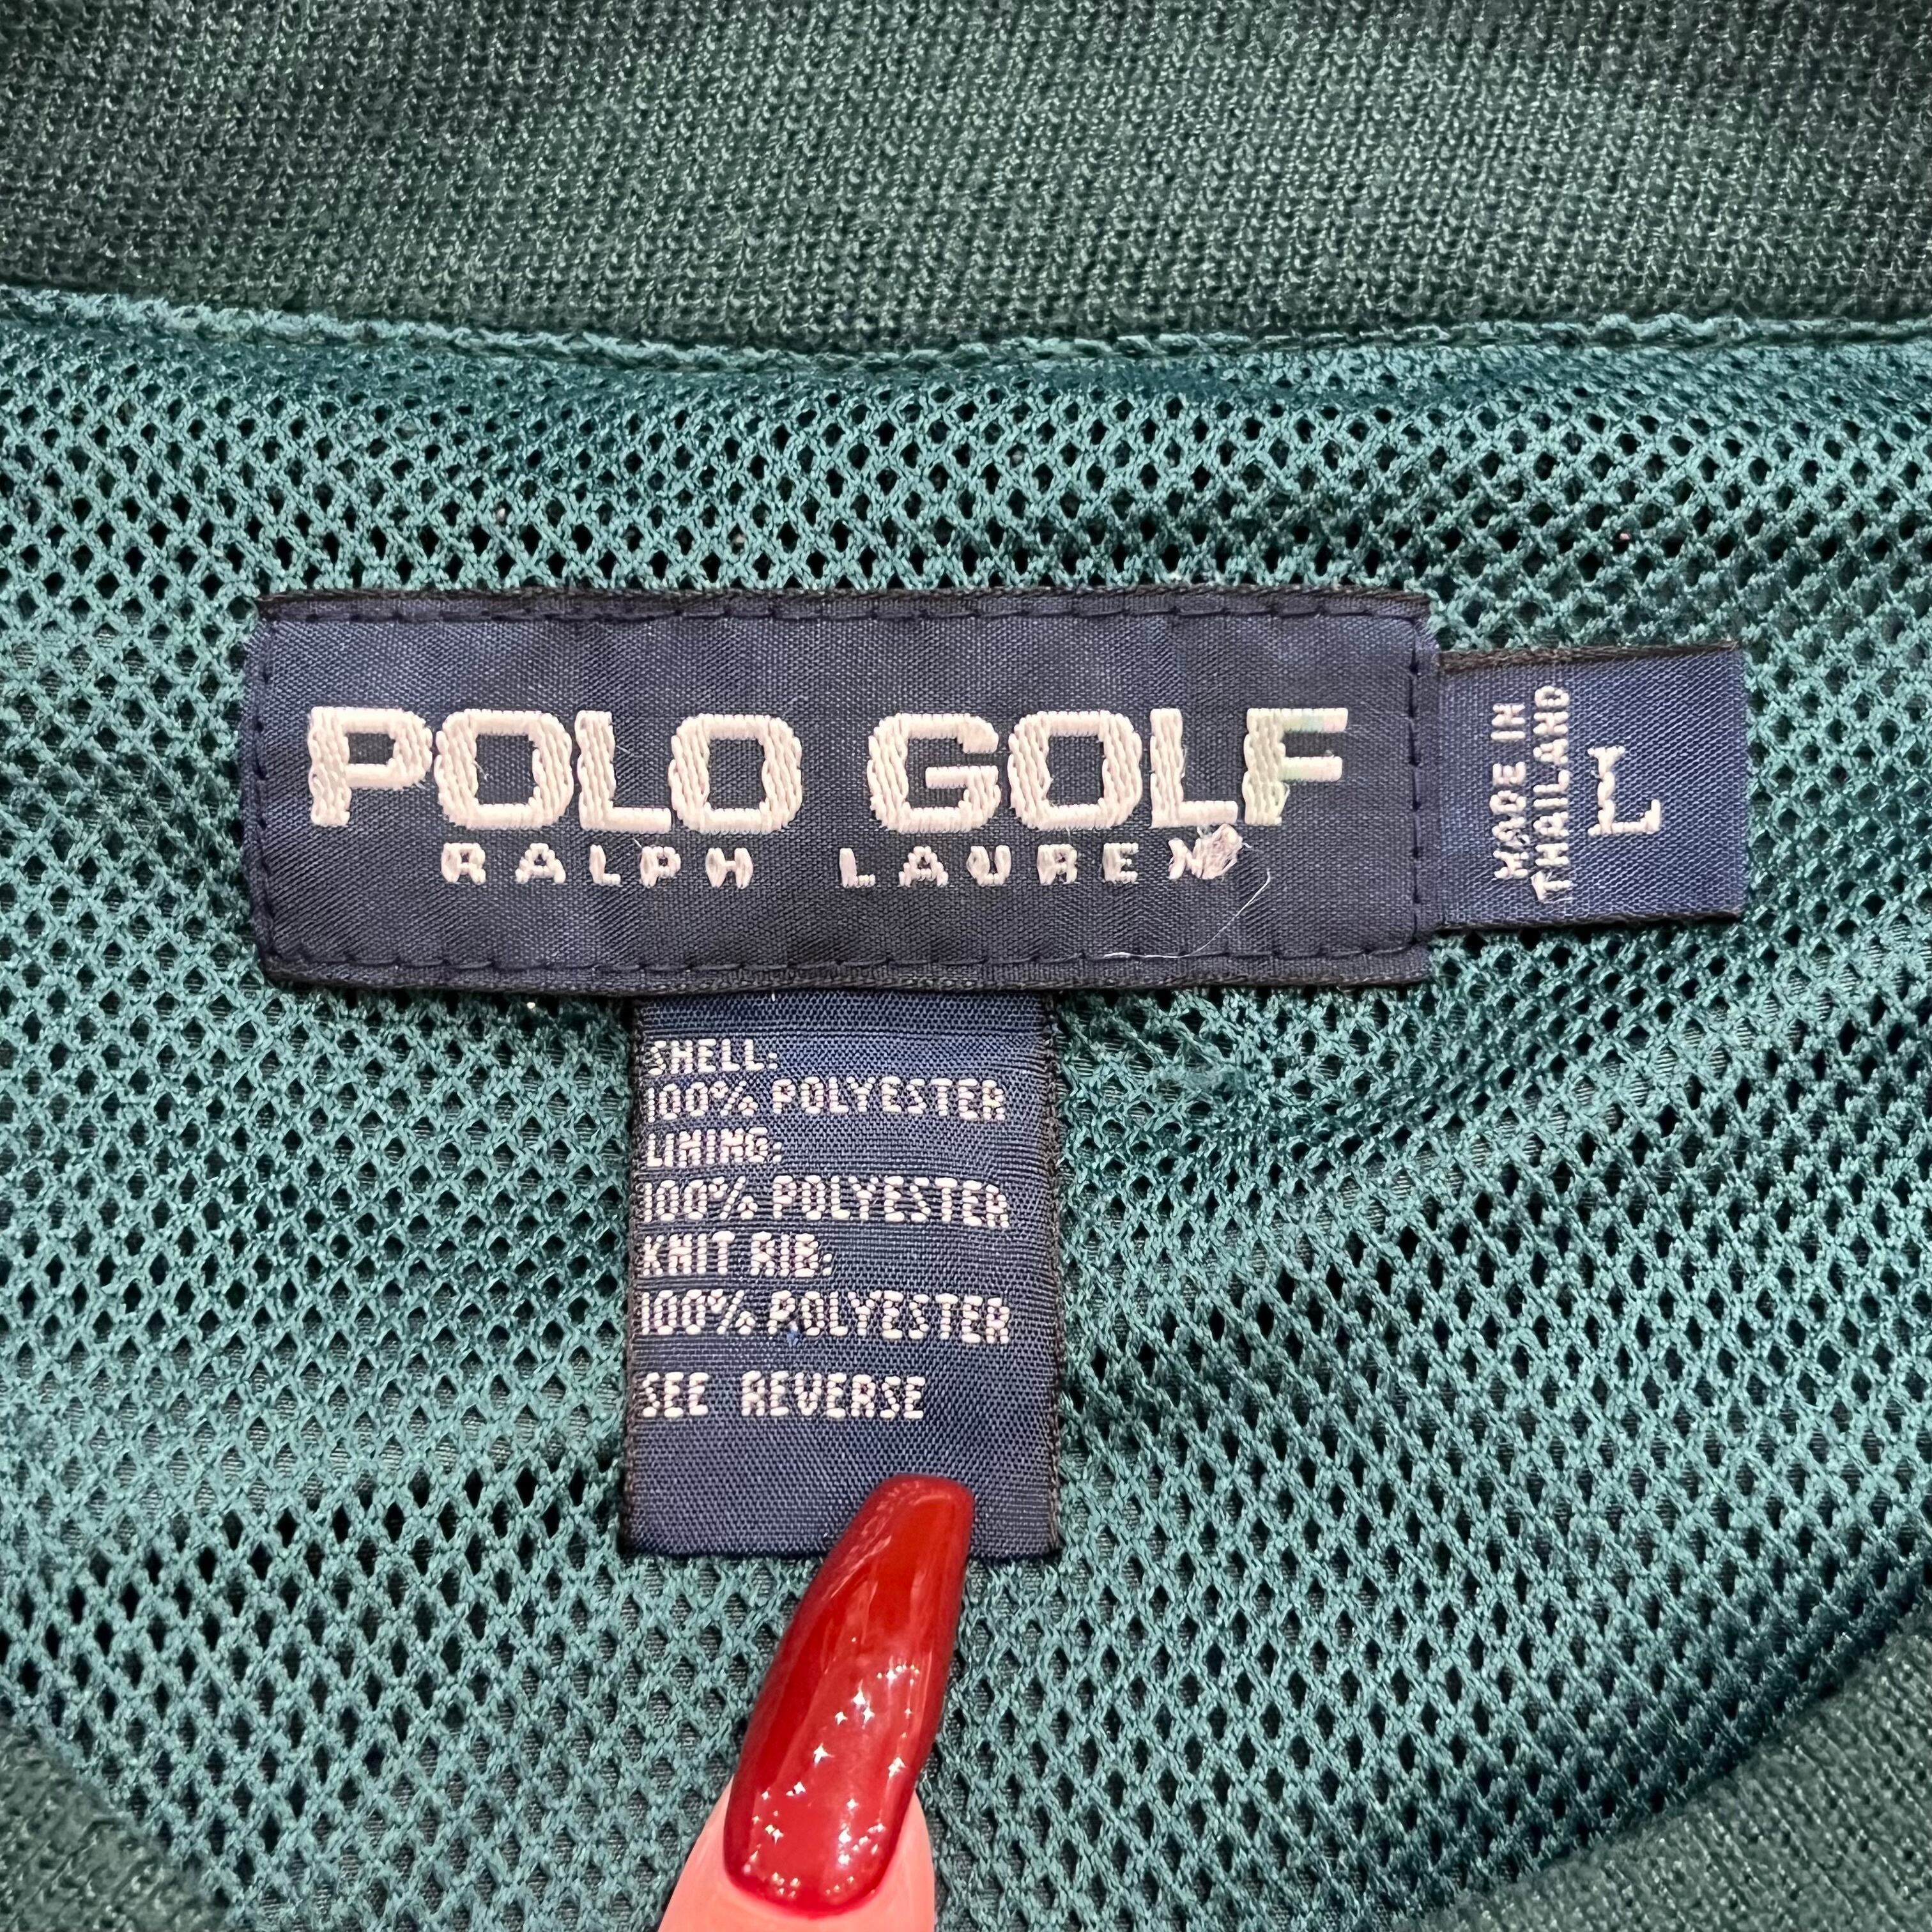 POLO GOLF
RALPH LAUREN
MADE IN
THAILAND
L
SHELL:
100% POLYESTER
LINING:
100% POLYESTER
KNIT RIB:
100% POLYESTER
SEE REVERSE